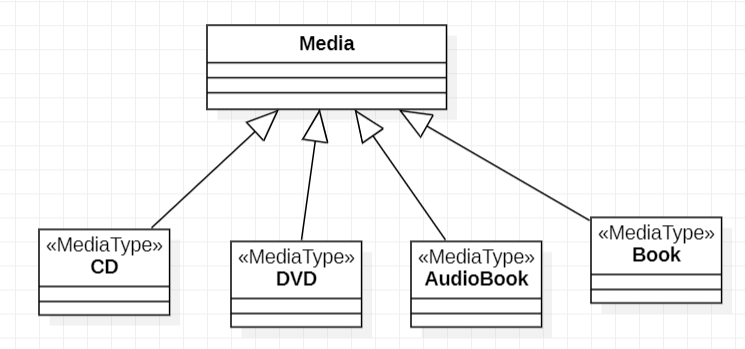 Media
«MediaType»
CD
«MediaType»
DVD
«MediaType»
AudioBook
«MediaType»
Book